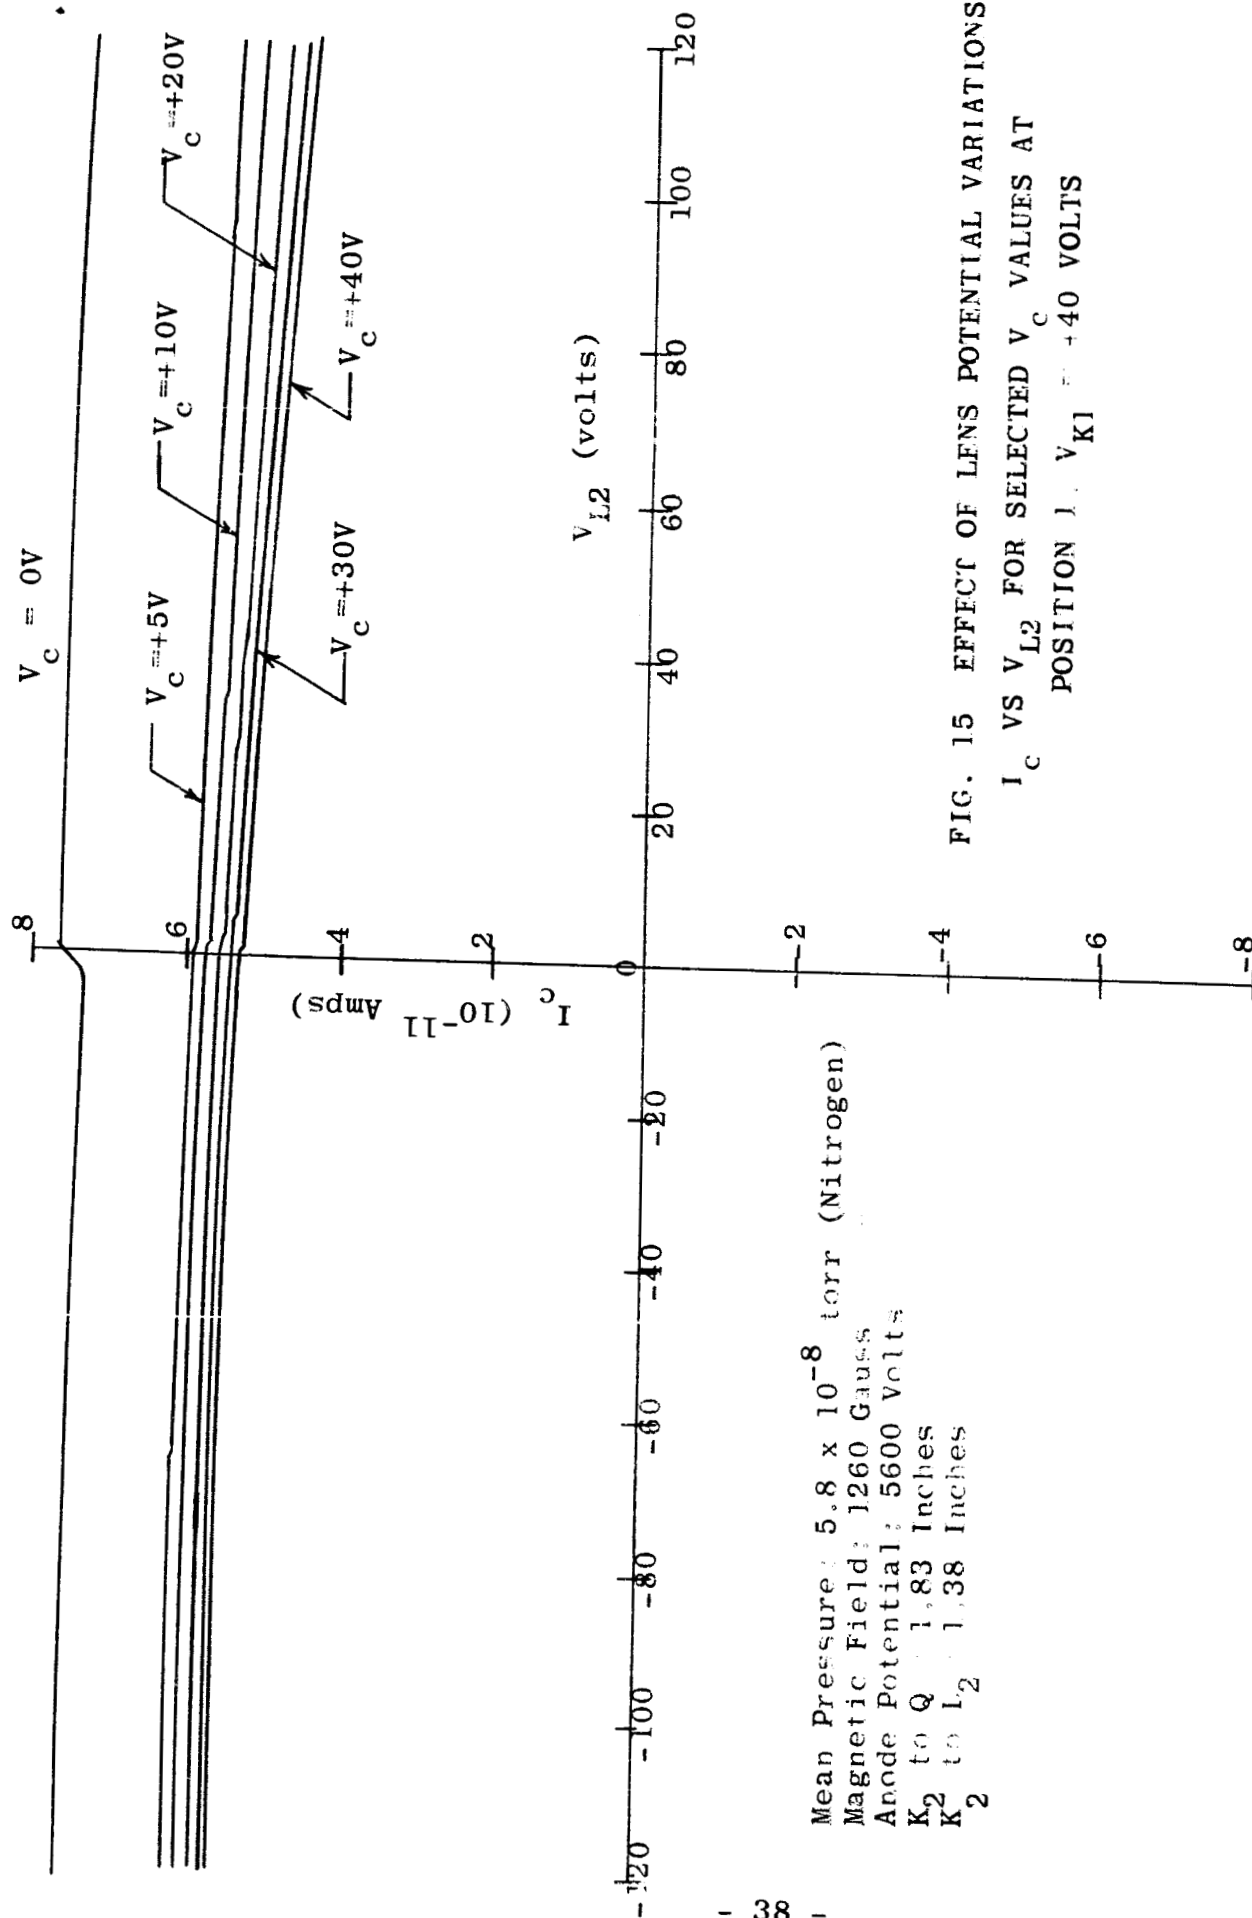 V_c = 0V
V_c =+5V
V_c =+10V
V_c =+20V
V_c =+30V
V_c =+40V
I_c (10^-11 Amps)
8
6
4
2
0
-2
-4
-6
-8
V_L2 (volts)
-120
-100
-80
-60
-40
-20
20
40
60
80
100
120
Mean Pressure: 5.8 x 10^-8 torr (Nitrogen)
Magnetic Field: 1260 Gauss
Anode Potential: 5600 Volts
K_2 to Q 1.83 Inches
K_2 to L_2 1.38 Inches
FIG. 15 EFFECT OF LENS POTENTIAL VARIATIONS
I_c VS V_L2 FOR SELECTED V_c VALUES AT
POSITION 1. V_K1 = +40 VOLTS
- 38 -